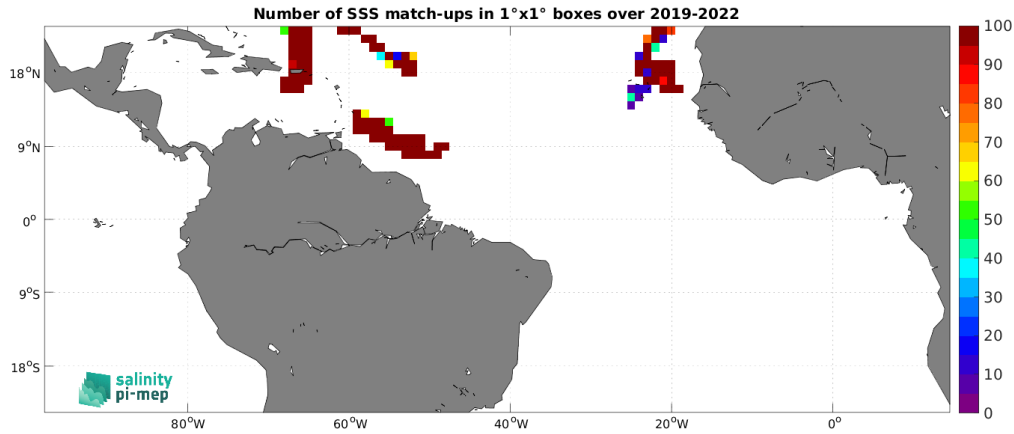 Number of SSS match-ups in 1°x1° boxes over 2019-2022
18°N
9°N
0°
9°S
18°S
80°W
60°W
40°W
20°W
0°
100
90
80
70
60
50
40
30
20
10
0
salinity
pi-mep